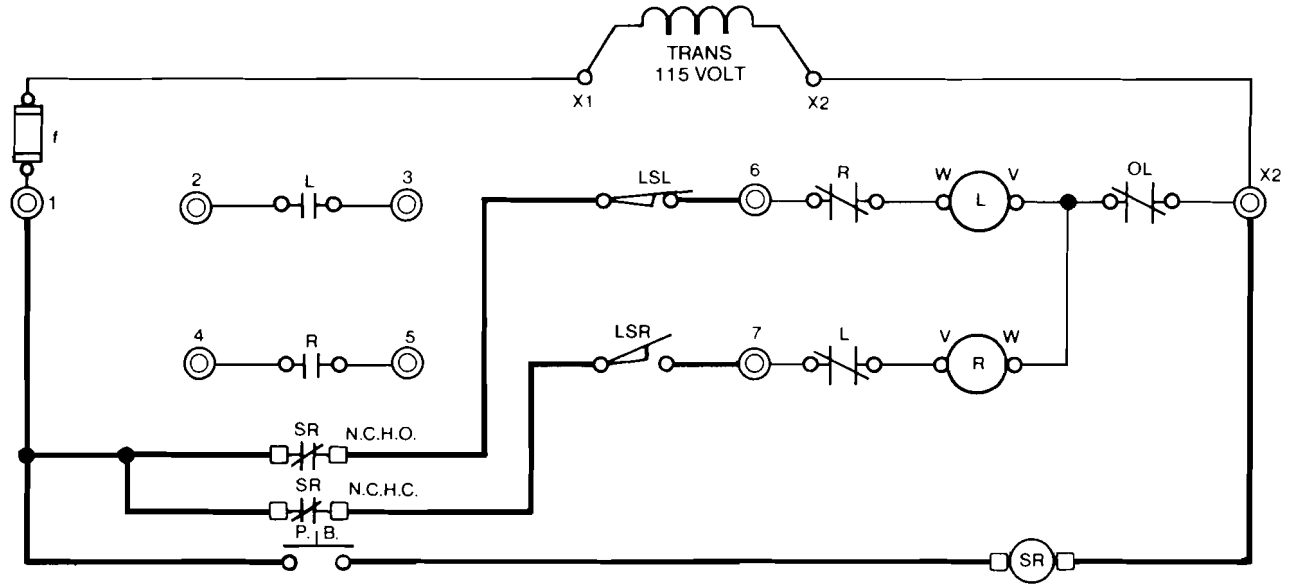 TRANS
115 VOLT
X1
X2
f
1
2
L
3
LSL
6
R
W
L
V
OL
X2
4
R
5
LSR
7
L
V
R
W
SR
N.C.H.O.
SR
N.C.H.C.
P. B.
SR